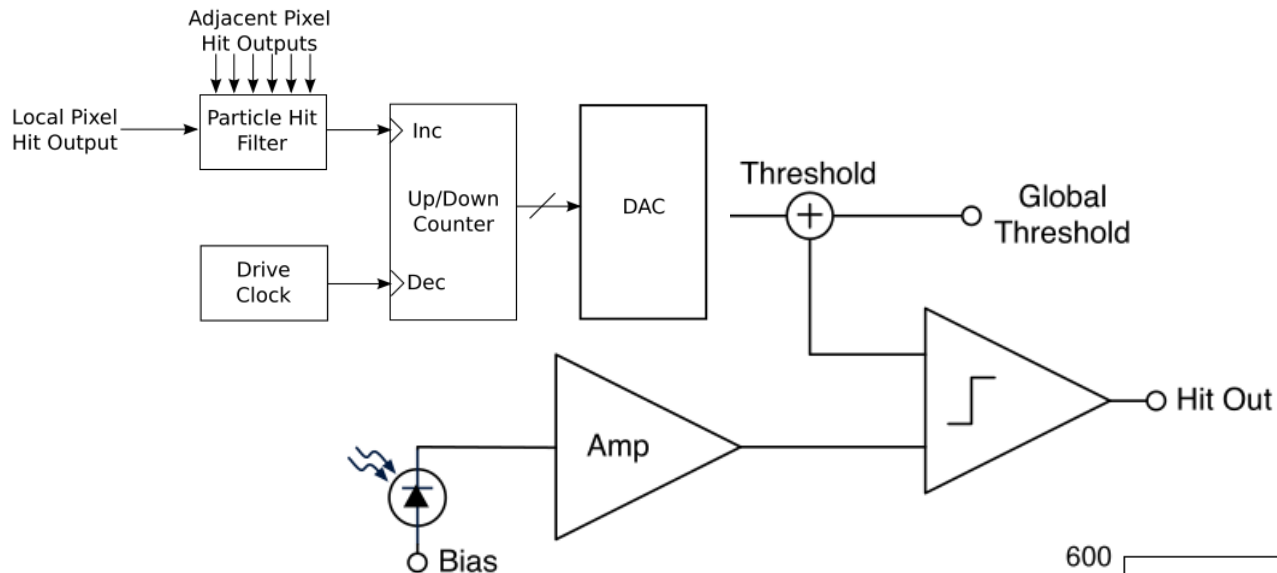 Adjacent Pixel
Hit Outputs
Local Pixel
Hit Output
Particle Hit
Filter
Inc
Up/Down
Counter
Dec
Drive
Clock
DAC
Threshold
+
Global
Threshold
Amp
Hit Out
Bias
600